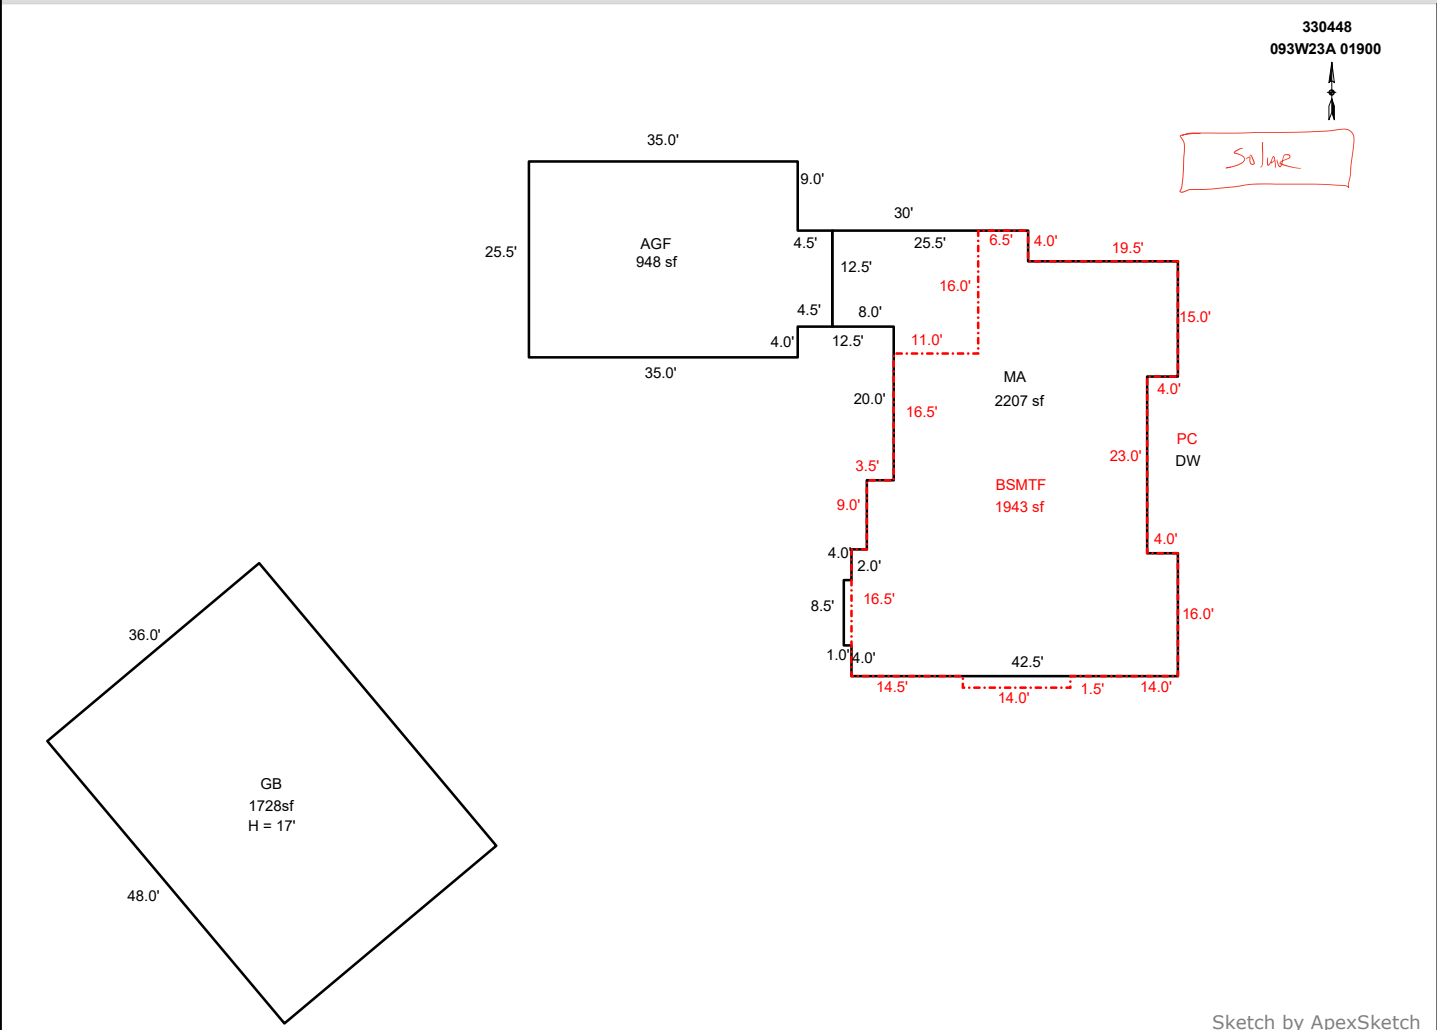 330448
093W23A 01900
Solar
35.0'
9.0'
30'
4.5'
25.5'
6.5'
4.0'
19.5'
25.5'
AGF
948 sf
12.5'
16.0'
4.5'
8.0'
15.0'
4.0'
12.5'
11.0'
35.0'
MA
2207 sf
4.0'
20.0'
16.5'
PC
DW
23.0'
3.5'
BSMTF
1943 sf
9.0'
4.0'
4.0'
2.0'
8.5'
16.5'
16.0'
1.0'
4.0'
42.5'
14.5'
14.0'
1.5'
14.0'
36.0'
GB
1728sf
H = 17'
48.0'
Sketch by ApexSketch